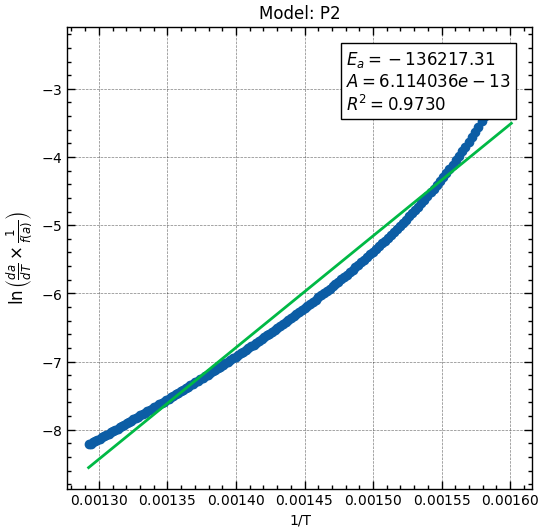 Model: P2
E_a = −136217.31
A = 6.114036e − 13
R² = 0.9730
ln(da/dT × 1/f(a))
−3
−4
−5
−6
−7
−8
0.00130 0.00135 0.00140 0.00145 0.00150 0.00155 0.00160
1/T